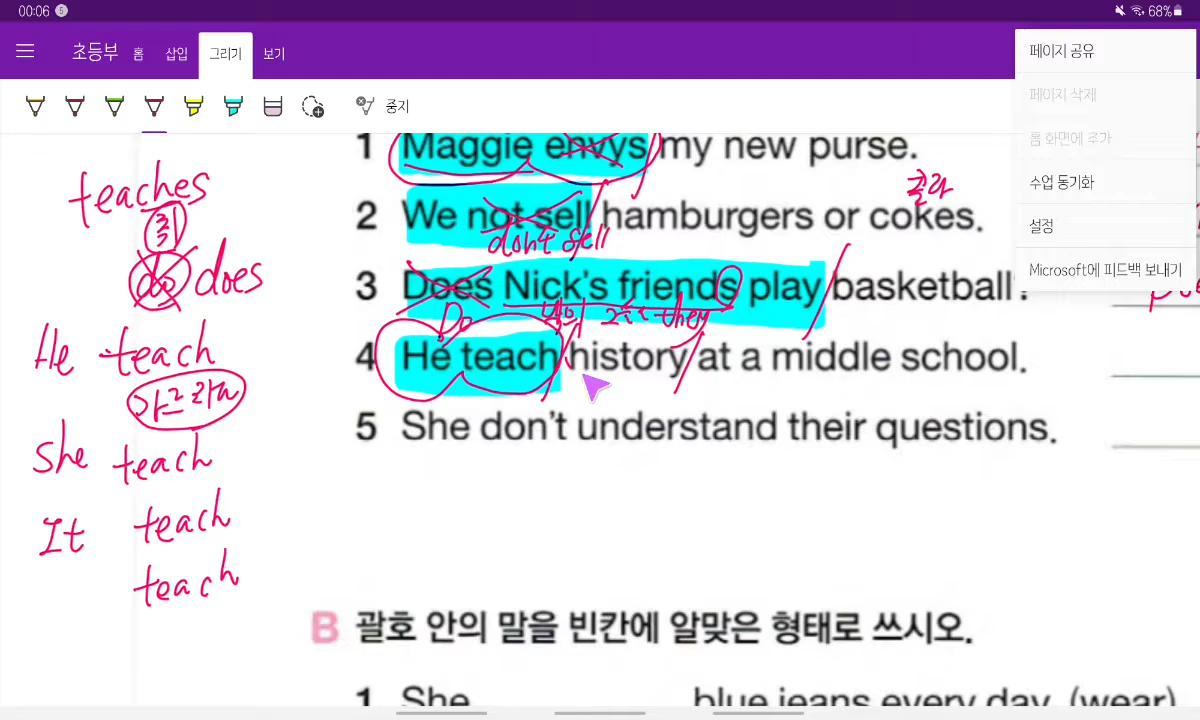 00:06 5 68%
초등부 홈 삽입 그리기 보기
중지
페이지 공유
페이지 삭제
홈 화면에 추가
수업 동기화
설정
Microsoft에 피드백 보내기
1 Maggie envys my new purse.
2 We not sell hamburgers or cokes.
콜라
don't sell
3 Does Nick's friends play basketball?
Do they
4 He teach history at a middle school.
5 She don't understand their questions.
teaches
do does
He teach
She teach
It teach
teach
B 괄호 안의 말을 빈칸에 알맞은 형태로 쓰시오.
1 She blue jeans every day. (wear)